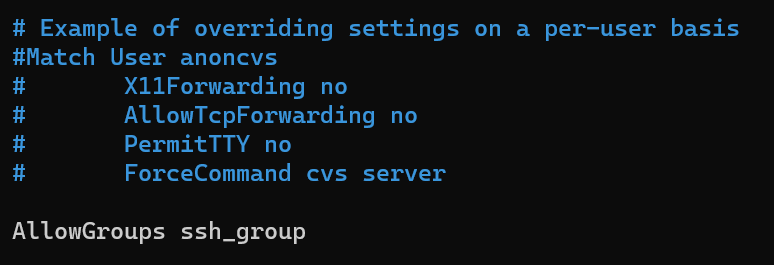 # Example of overriding settings on a per-user basis
#Match User anoncvs
#       X11Forwarding no
#       AllowTcpForwarding no
#       PermitTTY no
#       ForceCommand cvs server
AllowGroups ssh_group